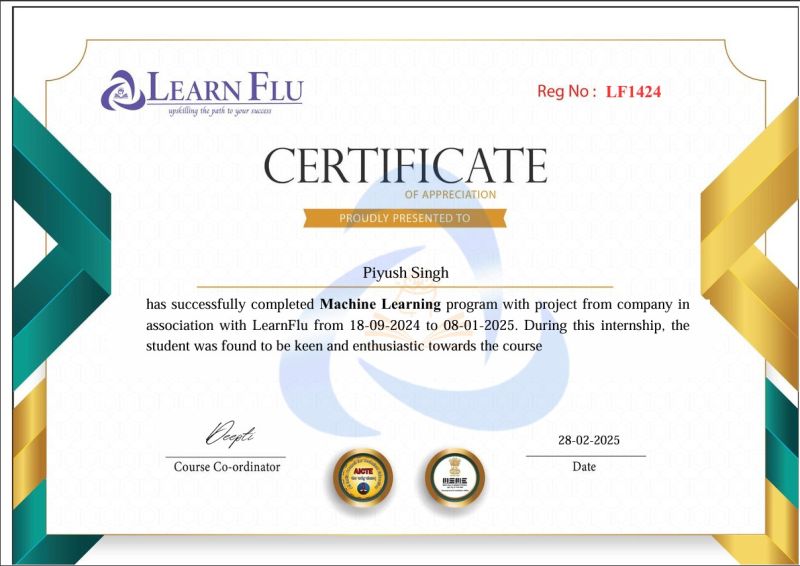 LEARN FLU
upskilling the path to your success
Reg No : LF1424
CERTIFICATE
OF APPRECIATION
PROUDLY PRESENTED TO
Piyush Singh
has successfully completed Machine Learning program with project from company in
association with LearnFlu from 18-09-2024 to 08-01-2025. During this internship, the
student was found to be keen and enthusiastic towards the course
Deepti
28-02-2025
Course Co-ordinator
Date
AICTE